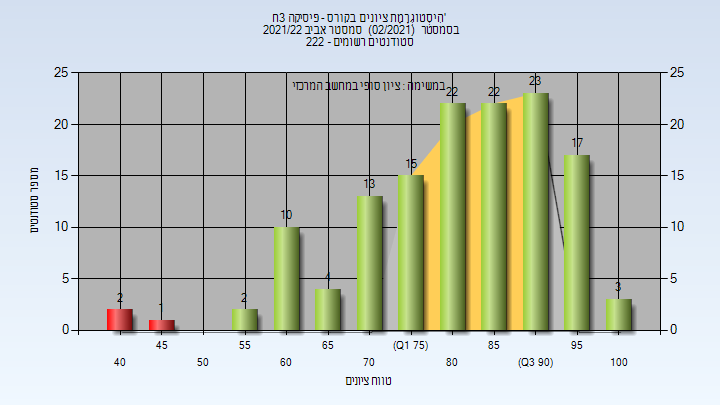 'היסטוגרמת ציונים בקורס - פיסיקה 3ח
בסמסטר (02/2021) סמסטר אביב 2021/22
סטודנטים רשומים - 222
במשימה : ציון סופי במחשב המרכזי
מספר סטודנטים
25 20 15 10 5 0
25 20 15 10 5 0
2 1 2 10 4 13 15 22 22 23 17 3
45 55 65 (Q1 75) 85 95
40 50 60 70 80 (Q3 90) 100
טווח ציונים